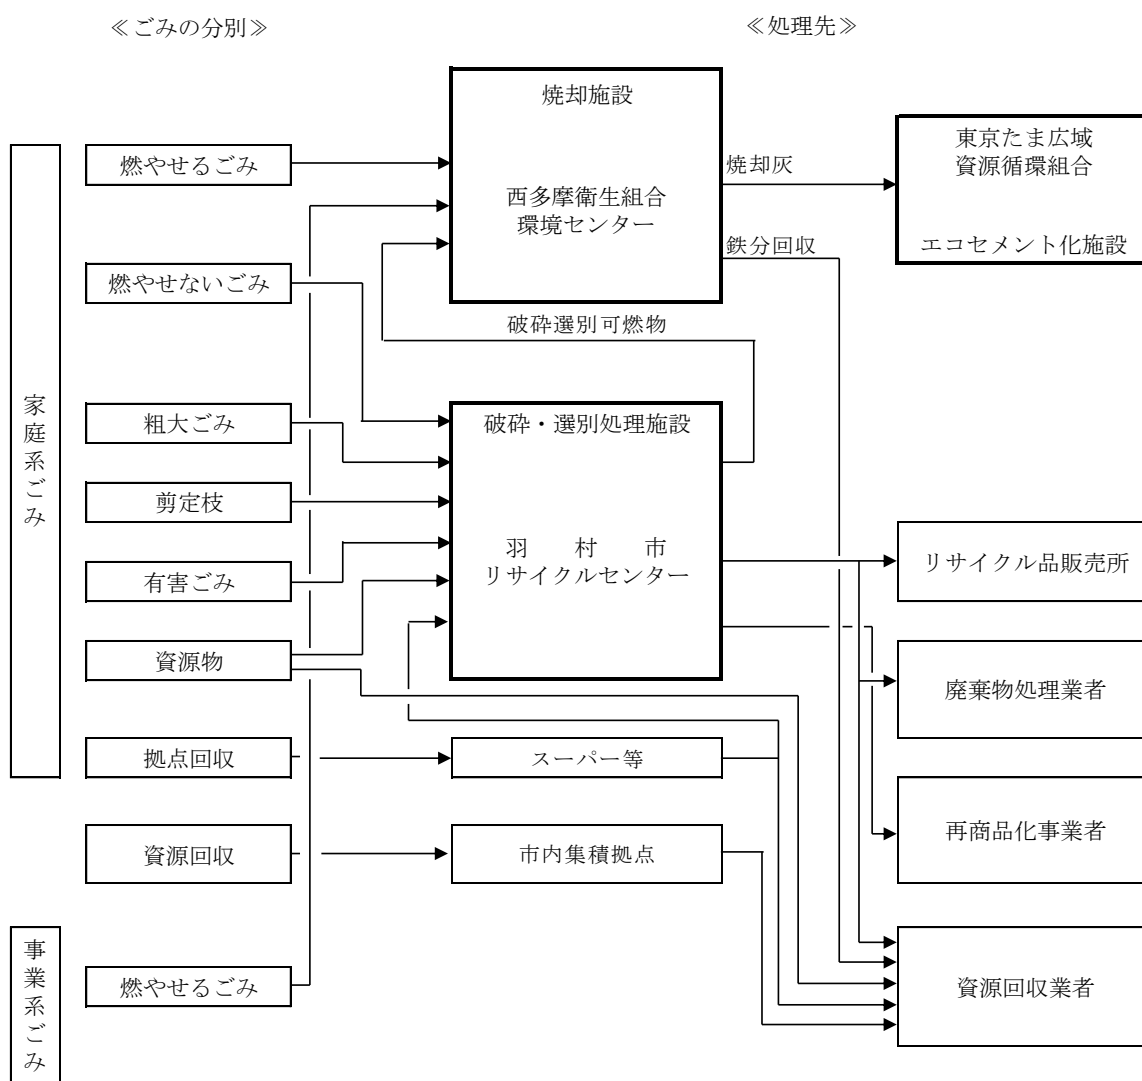 ≪ごみの分別≫
≪処理先≫
家庭系ごみ
燃やせるごみ
燃やせないごみ
粗大ごみ
剪定枝
有害ごみ
資源物
拠点回収
資源回収
事業系ごみ
燃やせるごみ
焼却施設
西多摩衛生組合
環境センター
焼却灰
鉄分回収
破砕選別可燃物
破砕・選別処理施設
羽　村　市
リサイクルセンター
スーパー等
市内集積拠点
東京たま広域
資源循環組合
エコセメント化施設
リサイクル品販売所
廃棄物処理業者
再商品化事業者
資源回収業者